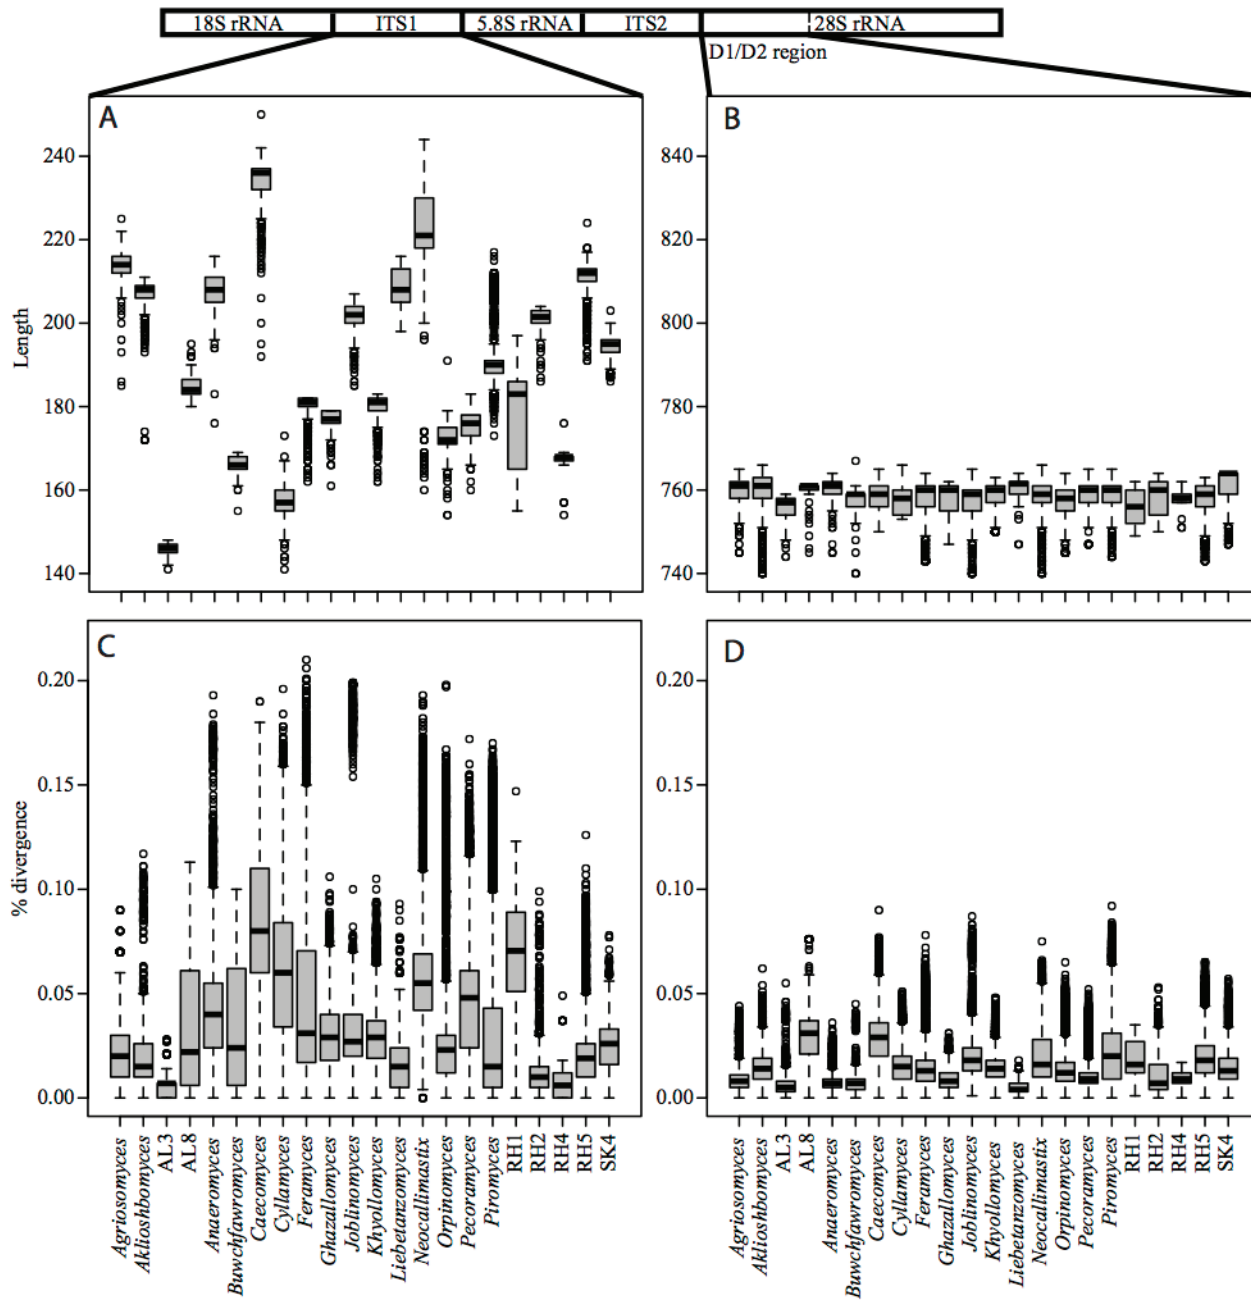 18S rRNA ITS1 5.8S rRNA ITS2 28S rRNA
D1/D2 region
A
Length
240
220
200
180
160
140
B
840
820
800
780
760
740
C
% divergence
0.20
0.15
0.10
0.05
0.00
D
0.20
0.15
0.10
0.05
0.00
Agriosomyces
Aklioshbomyces
AL3
AL8
Anaeromyces
Buwchfawromyces
Caecomyces
Cyllamyces
Feramyces
Ghazallomyces
Joblinomyces
Khyollomyces
Liebetanzomyces
Neocallimastix
Orpinomyces
Pecoramyces
Piromyces
RH1
RH2
RH4
RH5
SK4
Agriosomyces
Aklioshbomyces
AL3
AL8
Anaeromyces
Buwchfawromyces
Caecomyces
Cyllamyces
Feramyces
Ghazallomyces
Joblinomyces
Khyollomyces
Liebetanzomyces
Neocallimastix
Orpinomyces
Pecoramyces
Piromyces
RH1
RH2
RH4
RH5
SK4